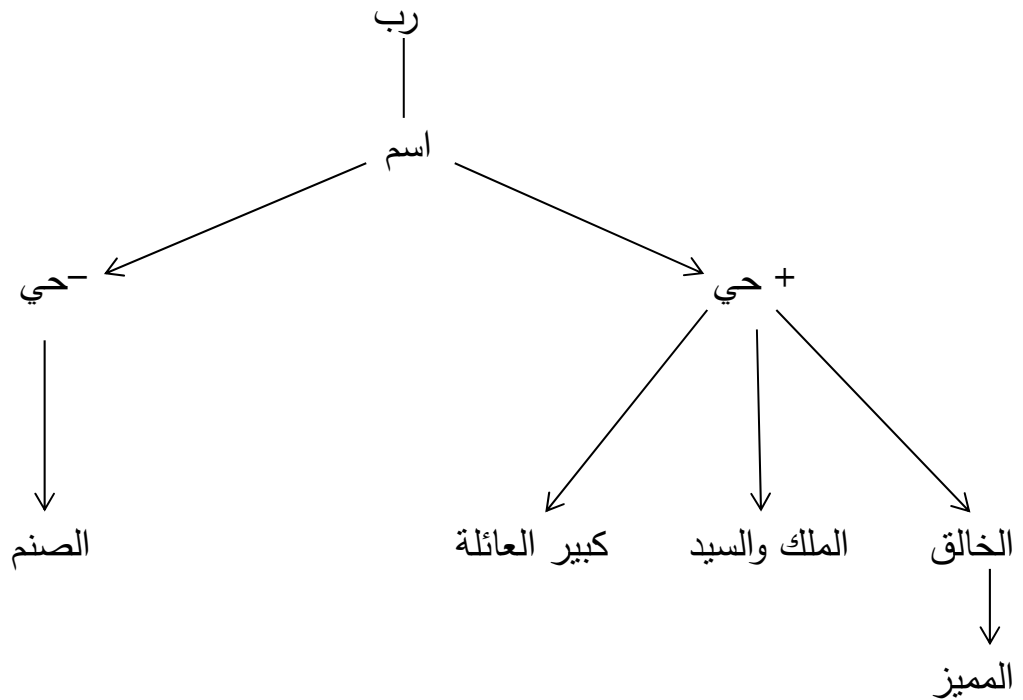 رب
اسم
+ حي
–حي
الخالق
الملك والسيد
كبير العائلة
الصنم
المميز